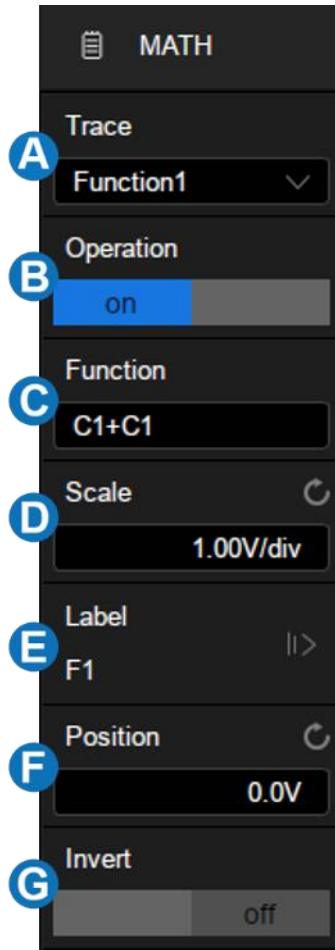 MATH
Trace
A
Function1
Operation
B
on
Function
C
C1+C1
Scale
D
1.00V/div
Label
E
F1
Position
F
0.0V
Invert
G
off